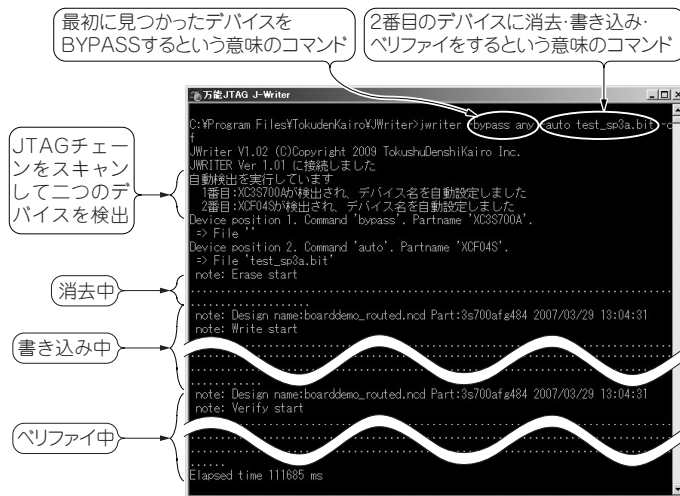 最初に見つかったデバイスを
BYPASSするという意味のコマンド
2番目のデバイスに消去・書き込み・
ベリファイをするという意味のコマンド
万能JTAG J-Writer
C:¥Program Files¥TokudenKairo¥JWriter>jwriter -bypass any -auto test_sp3a.bit -c
f
JWriter V1.02 (C)Copyright 2009 TokushuDenshiKairo Inc.
JWRITER Ver 1.01 に接続しました
自動検出を実行しています
1番目:XC3S700Aが検出され、デバイス名を自動設定しました
2番目:XCF04Sが検出され、デバイス名を自動設定しました
Device position 1. Command 'bypass'. Partname 'XC3S700A'.
=> File ''
Device position 2. Command 'auto'. Partname 'XCF04S'.
=> File 'test_sp3a.bit'
note: Erase start
JTAGチェー
ンをスキャン
して二つのデ
バイスを検出
消去中
note: Design name:boarddemo_routed.ncd Part:3s700afg484 2007/03/29 13:04:31
note: Write start
書き込み中
note: Design name:boarddemo_routed.ncd Part:3s700afg484 2007/03/29 13:04:31
note: Verify start
ベリファイ中
Elapsed time 111685 ms